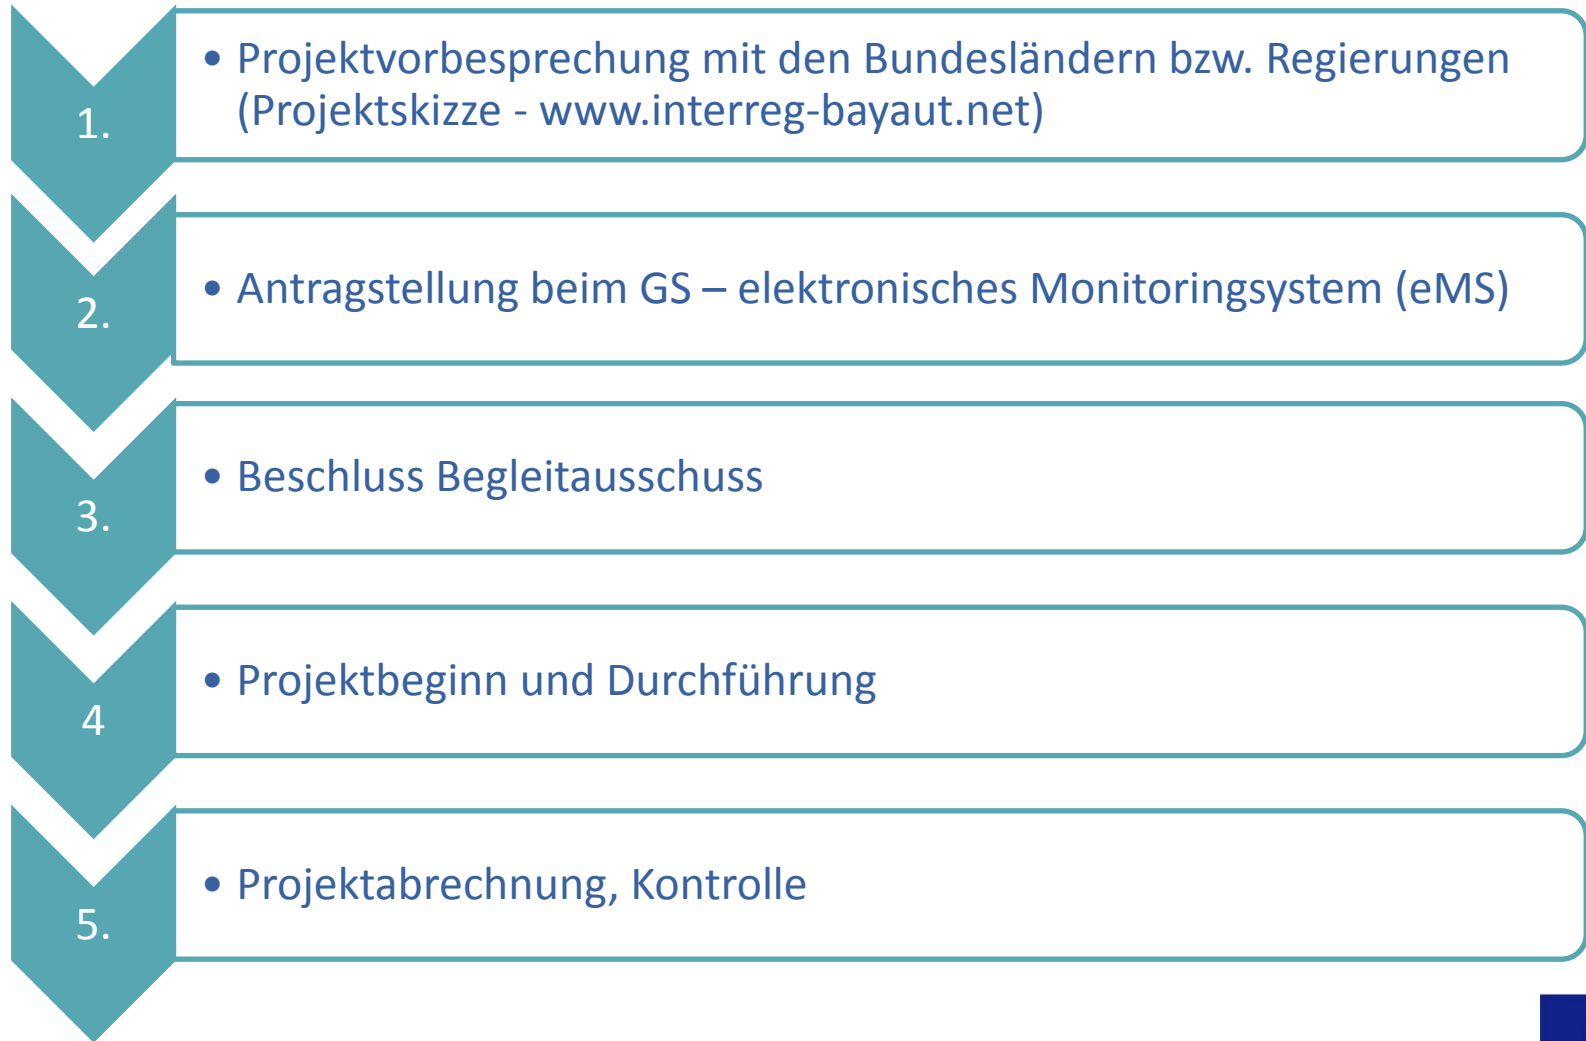 1.
• Projektvorbesprechung mit den Bundesländern bzw. Regierungen
(Projektskizze - www.interreg-bayaut.net)
2.
• Antragstellung beim GS – elektronisches Monitoringsystem (eMS)
3.
• Beschluss Begleitausschuss
4
• Projektbeginn und Durchführung
5.
• Projektabrechnung, Kontrolle